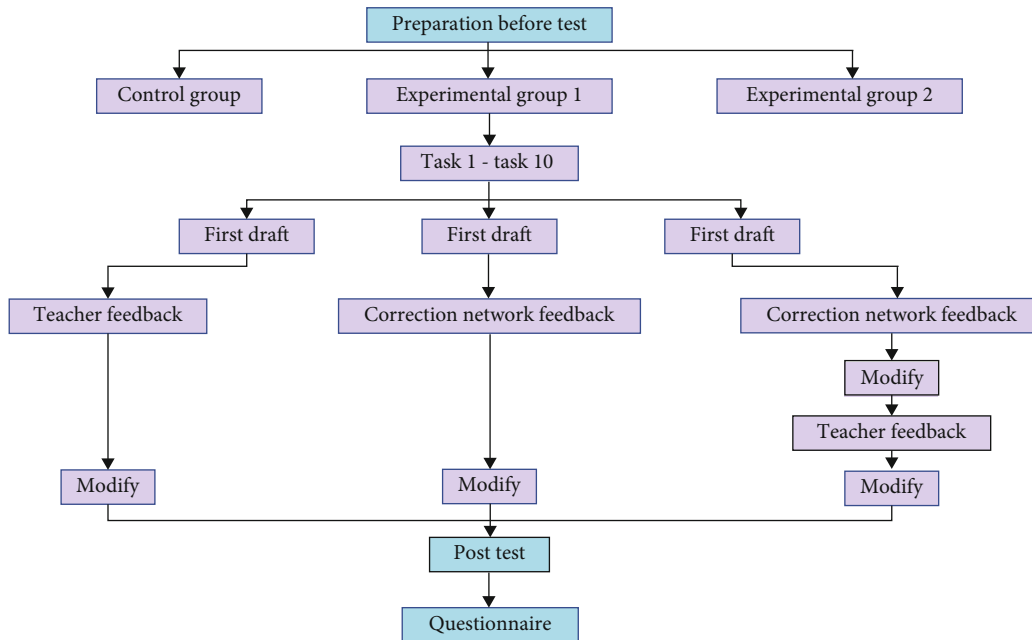 Preparation before test
Control group
Experimental group 1
Experimental group 2
Task 1 - task 10
First draft
First draft
First draft
Teacher feedback
Correction network feedback
Correction network feedback
Modify
Teacher feedback
Modify
Modify
Modify
Post test
Questionnaire